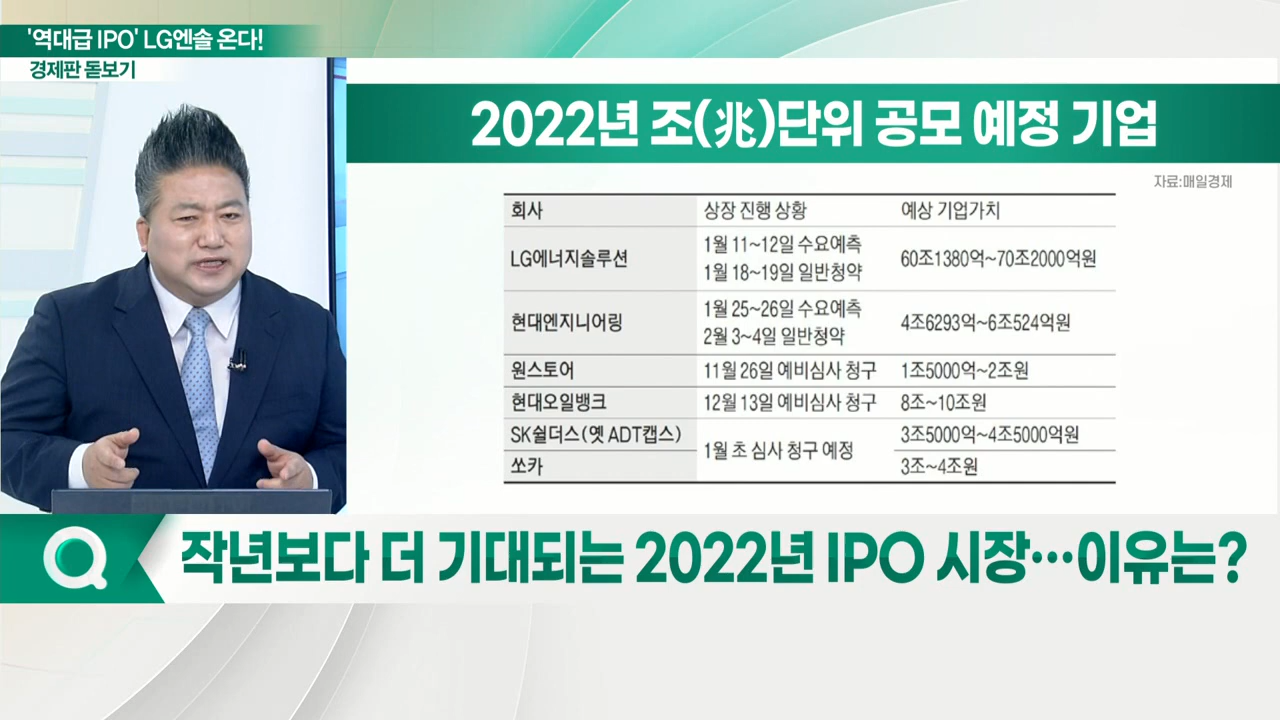 '역대급 IPO' LG엔솔 온다!
경제판 돋보기
2022년 조(兆)단위 공모 예정 기업
자료:매일경제
회사 상장 진행 상황 예상 기업가치
LG에너지솔루션 1월 11~12일 수요예측 1월 18~19일 일반청약 60조1380억~70조2000억원
현대엔지니어링 1월 25~26일 수요예측 2월 3~4일 일반청약 4조6293억~6조524억원
원스토어 11월 26일 예비심사 청구 1조5000억~2조원
현대오일뱅크 12월 13일 예비심사 청구 8조~10조원
SK쉴더스(옛 ADT캡스) 1월 초 심사 청구 예정 3조5000억~4조5000억원
쏘카 3조~4조원
작년보다 더 기대되는 2022년 IPO 시장…이유는?